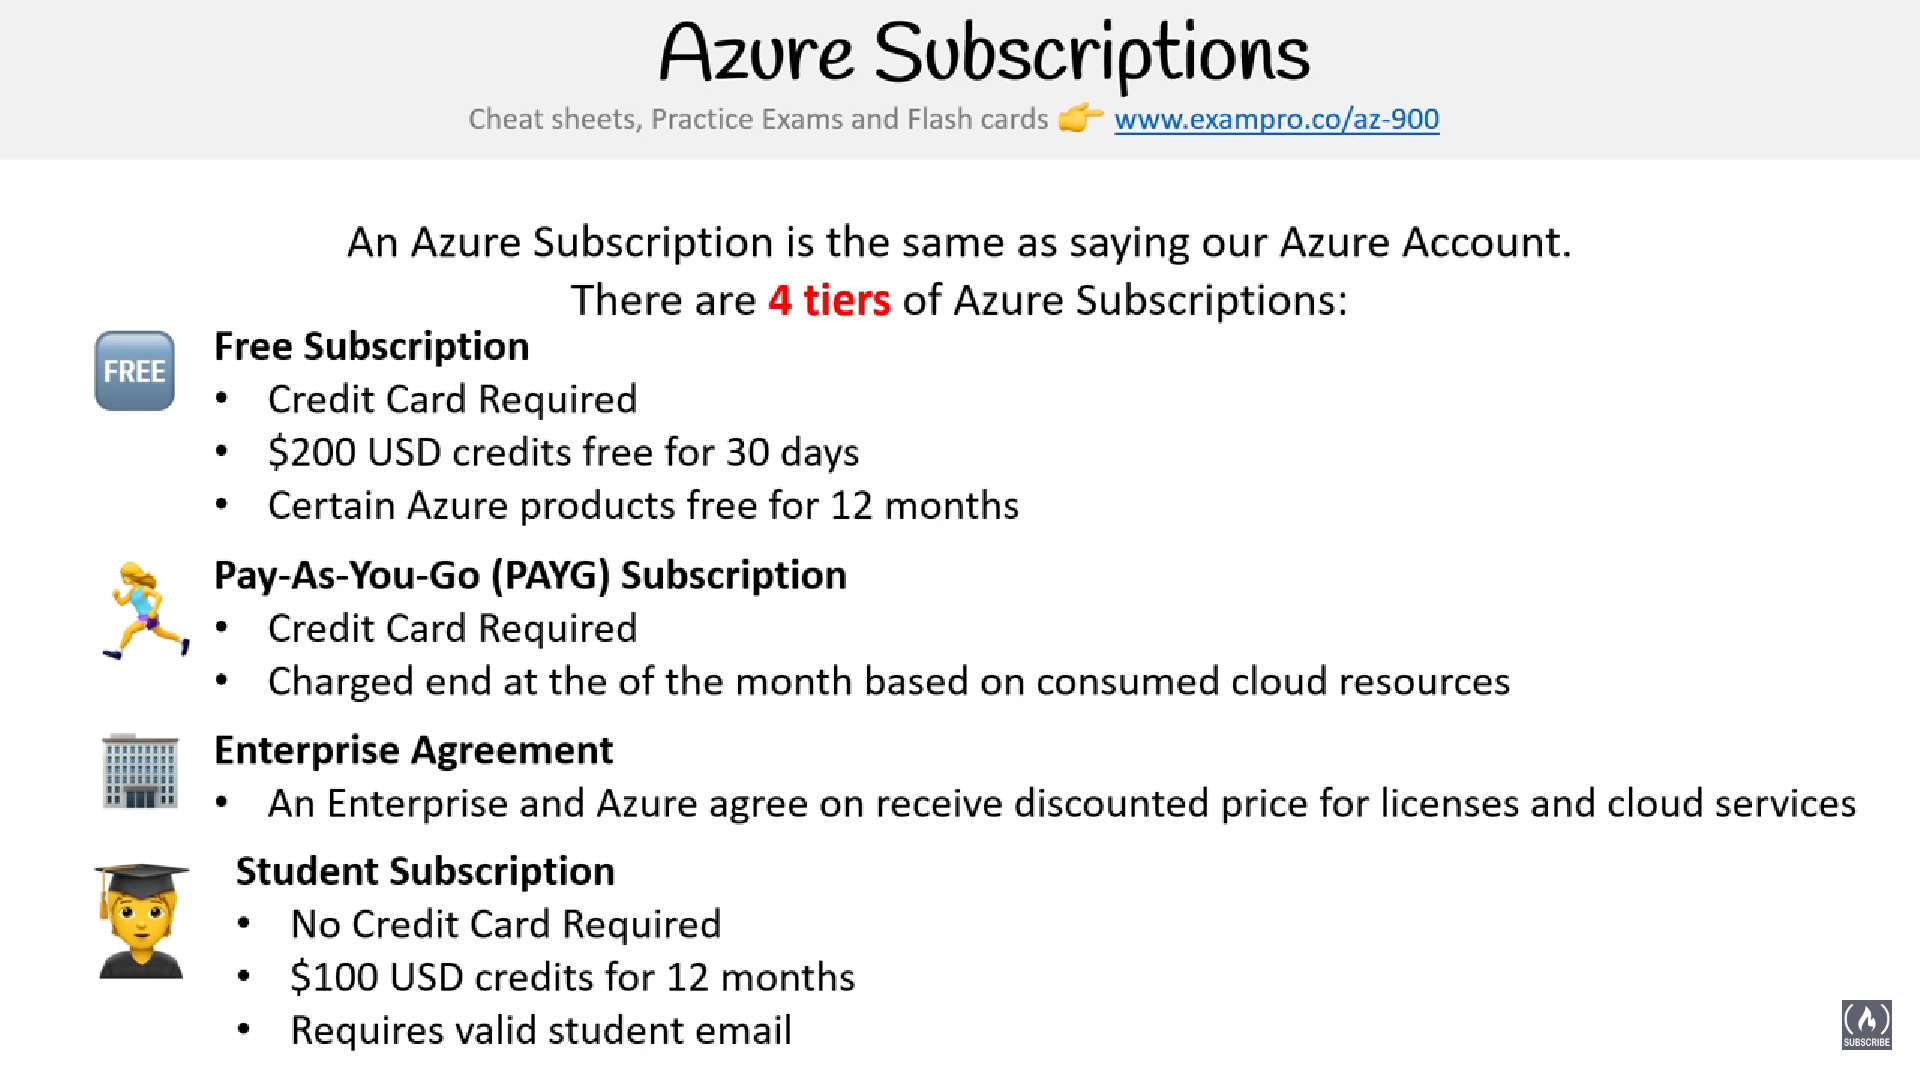 Azure Subscriptions
Cheat sheets, Practice Exams and Flash cards 👉 www.exampro.co/az-900
An Azure Subscription is the same as saying our Azure Account.
There are 4 tiers of Azure Subscriptions:
FREE
Free Subscription
• Credit Card Required
• $200 USD credits free for 30 days
• Certain Azure products free for 12 months
Pay-As-You-Go (PAYG) Subscription
• Credit Card Required
• Charged end at the of the month based on consumed cloud resources
Enterprise Agreement
• An Enterprise and Azure agree on receive discounted price for licenses and cloud services
Student Subscription
• No Credit Card Required
• $100 USD credits for 12 months
• Requires valid student email
SUBSCRIBE